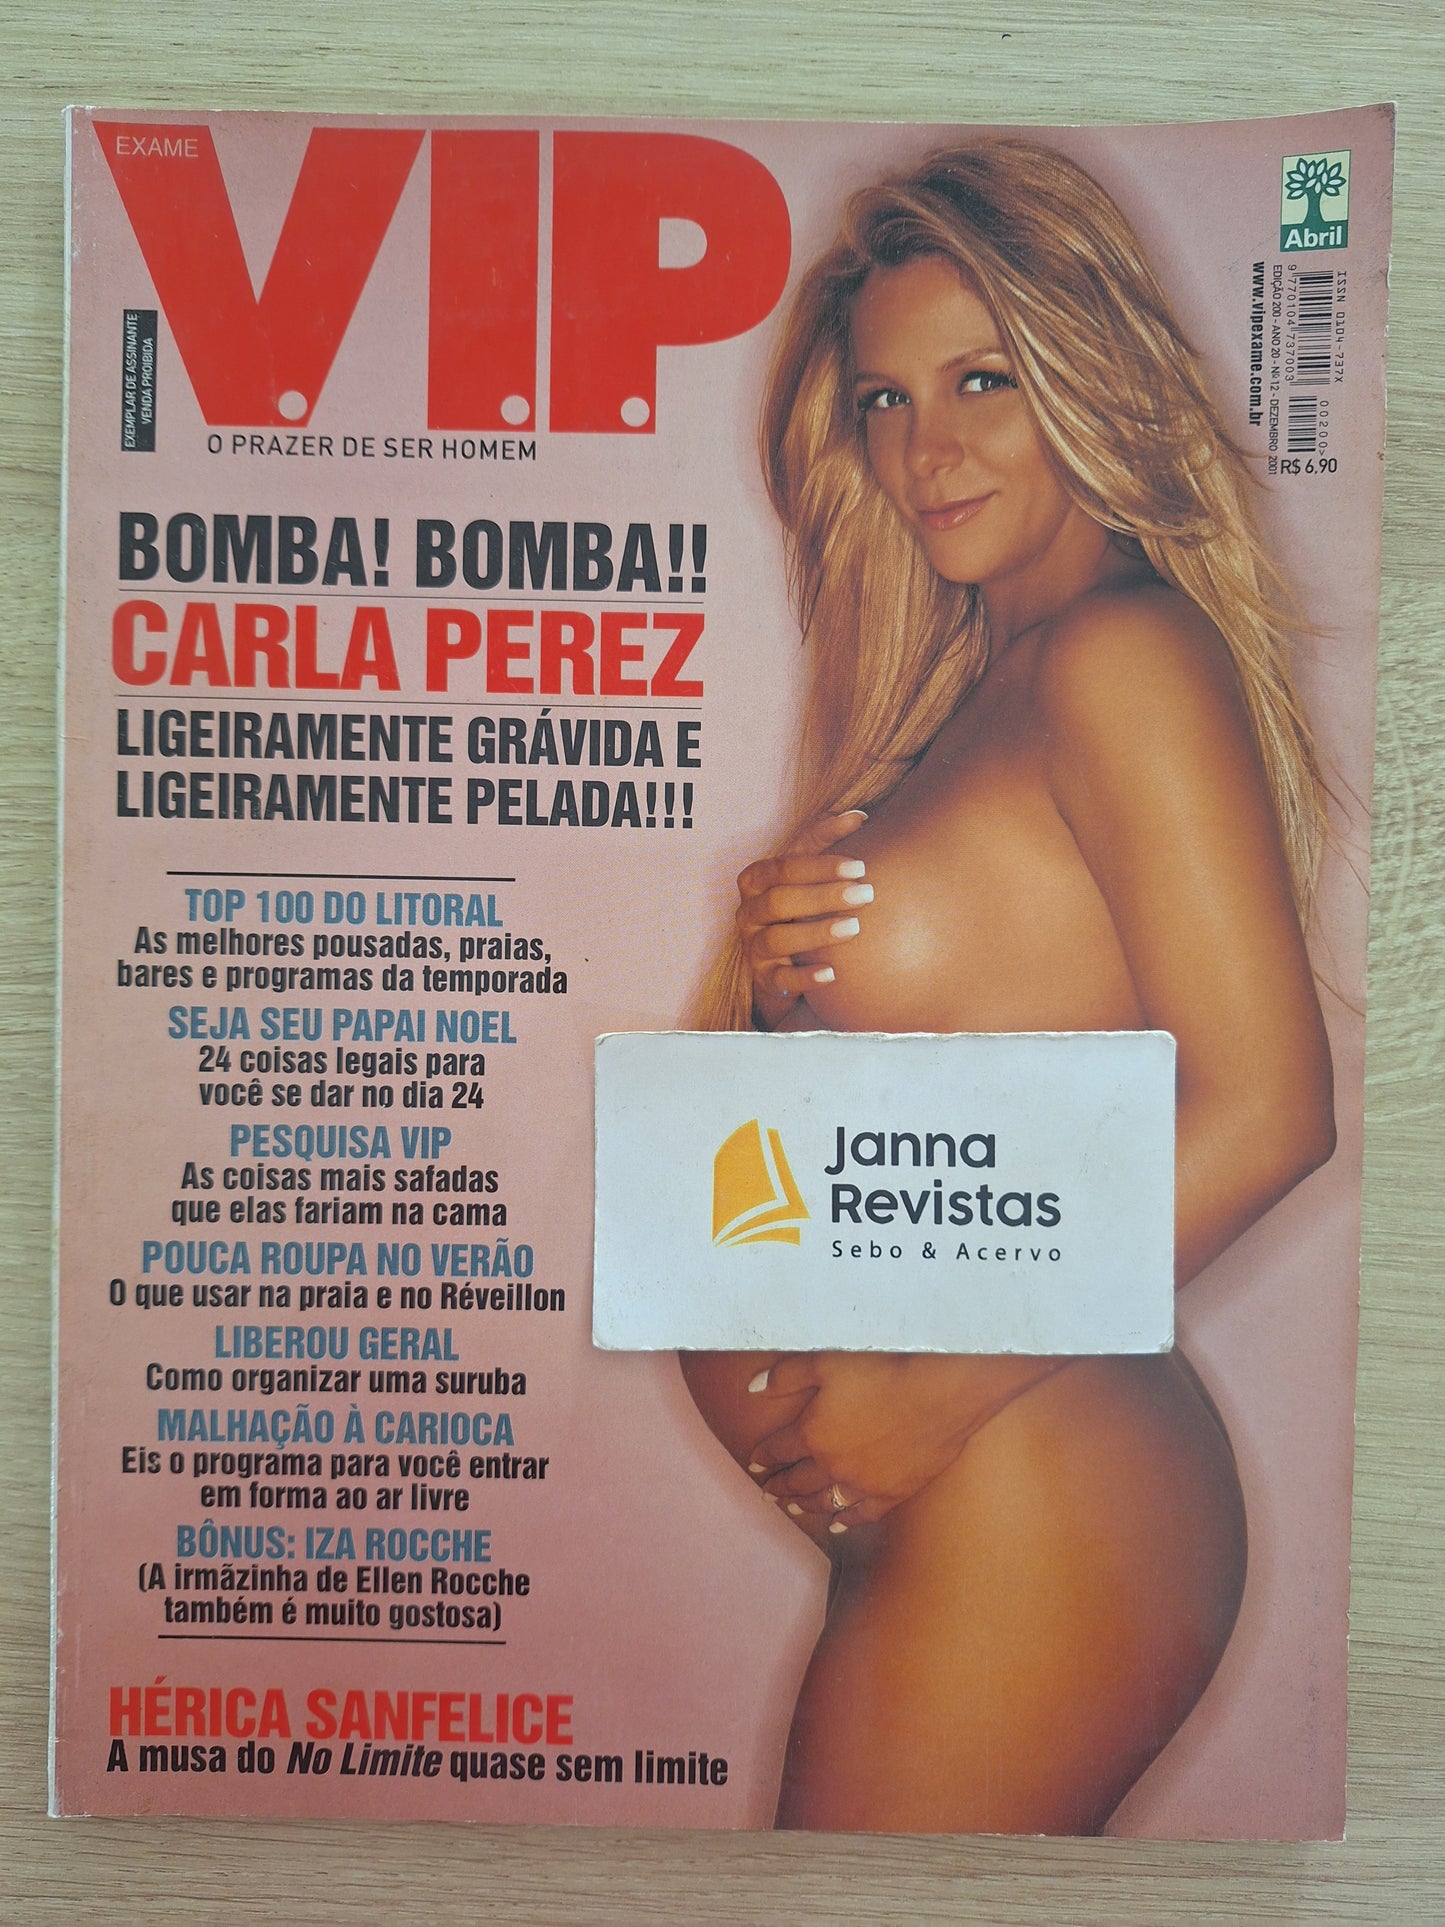 EXAME
V.I.P.
O PRAZER DE SER HOMEM
EXEMPLAR DE ASSINANTE
VENDA PROIBIDA
Abril
ISSN 0104-737X
9 770104 737003
00200>
EDIÇÃO 200 - ANO 20 - Nº 12 - DEZEMBRO 2001
www.vipexame.com.br
R$ 6,90
BOMBA! BOMBA!!
CARLA PEREZ
LIGEIRAMENTE GRÁVIDA E
LIGEIRAMENTE PELADA!!!
TOP 100 DO LITORAL
As melhores pousadas, praias,
bares e programas da temporada
SEJA SEU PAPAI NOEL
24 coisas legais para
você se dar no dia 24
PESQUISA VIP
As coisas mais safadas
que elas fariam na cama
POUCA ROUPA NO VERÃO
O que usar na praia e no Réveillon
LIBEROU GERAL
Como organizar uma suruba
MALHAÇÃO À CARIOCA
Eis o programa para você entrar
em forma ao ar livre
BÔNUS: IZA ROCCHE
(A irmãzinha de Ellen Rocche
também é muito gostosa)
HÉRICA SANFELICE
A musa do No Limite quase sem limite
Janna
Revistas
Sebo & Acervo